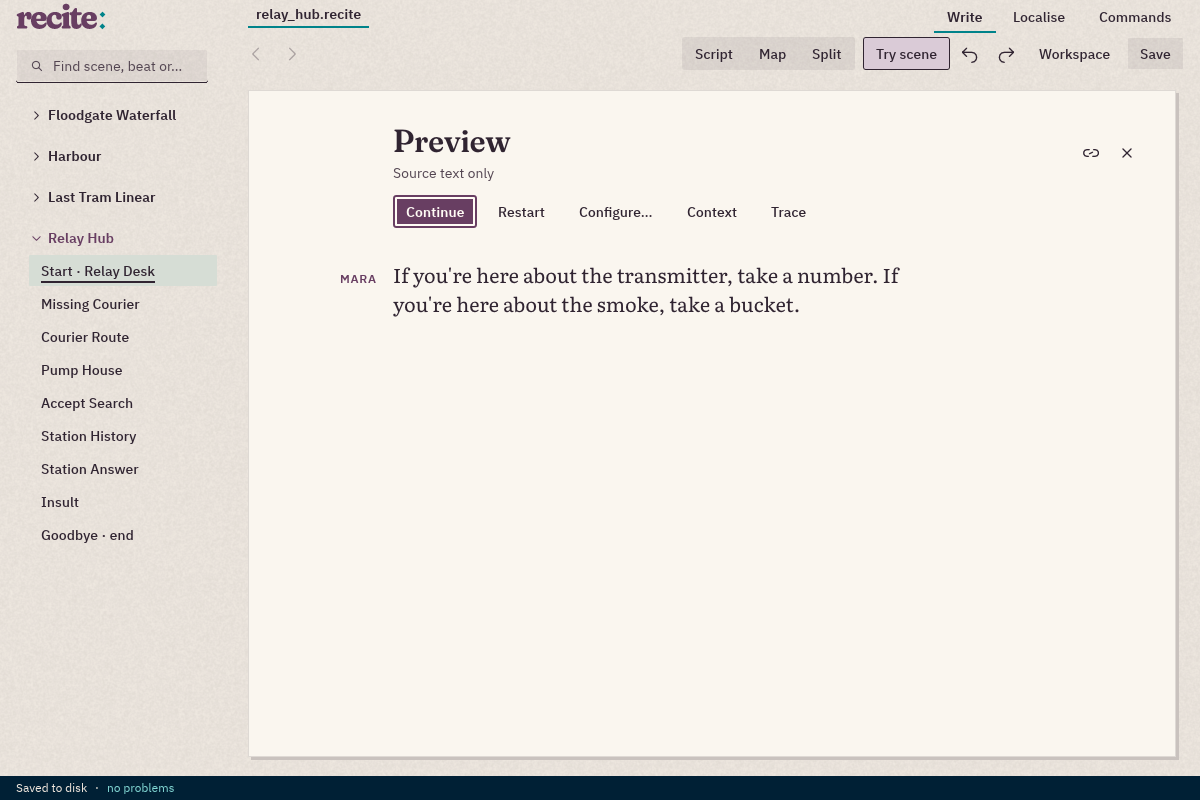 recite:
relay_hub.recite
Write
Localise
Commands
Find scene, beat or...
Script
Map
Split
Try scene
Workspace
Save
Floodgate Waterfall
Harbour
Last Tram Linear
Relay Hub
Start · Relay Desk
Missing Courier
Courier Route
Pump House
Accept Search
Station History
Station Answer
Insult
Goodbye · end
Preview
Source text only
Continue
Restart
Configure...
Context
Trace
MARA
If you're here about the transmitter, take a number. If
you're here about the smoke, take a bucket.
Saved to disk · no problems